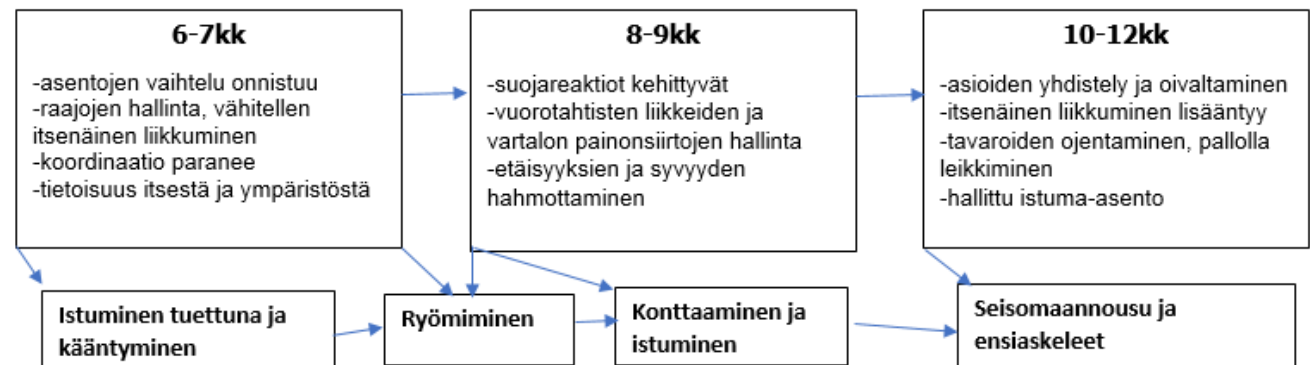 6-7kk
-asentojen vaihtelu onnistuu
-raajojen hallinta, vähitellen
itsenäinen liikkuminen
-koordinaatio paranee
-tietoisuus itsestä ja ympäristöstä
8-9kk
-suojareaktiot kehittyvät
-vuorotahtisten liikkeiden ja
vartalon painonsiirtojen hallinta
-etäisyyksien ja syvyyden
hahmottaminen
10-12kk
-asioiden yhdistely ja oivaltaminen
-itsenäinen liikkuminen lisääntyy
-tavaroiden ojentaminen, pallolla
leikkiminen
-hallittu istuma-asento
Istuminen tuettuna ja
kääntyminen
Ryömiminen
Konttaaminen ja
istuminen
Seisomaannousu ja
ensiaskeleet